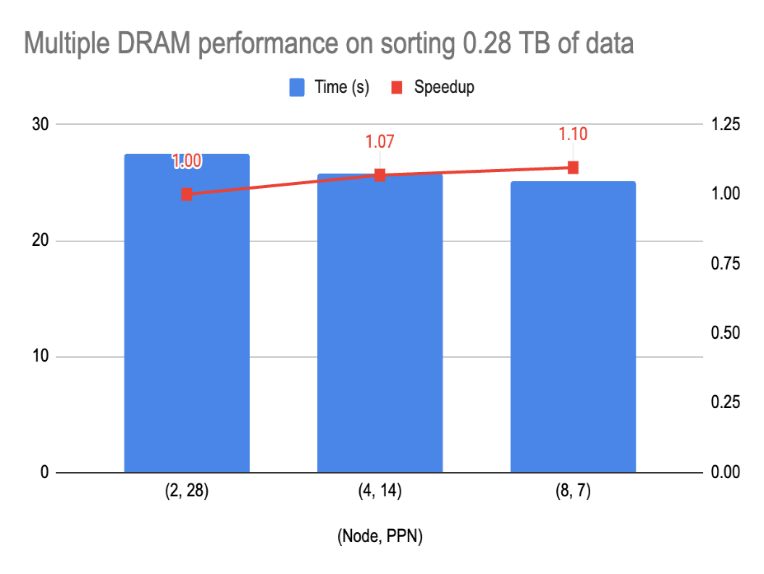 Multiple DRAM performance on sorting 0.28 TB of data
Time (s) Speedup
30 1.25
1.00 1.07 1.10
1.00
20
0.75
0.50
10
0.25
0 0.00
(2, 28) (4, 14) (8, 7)
(Node, PPN)